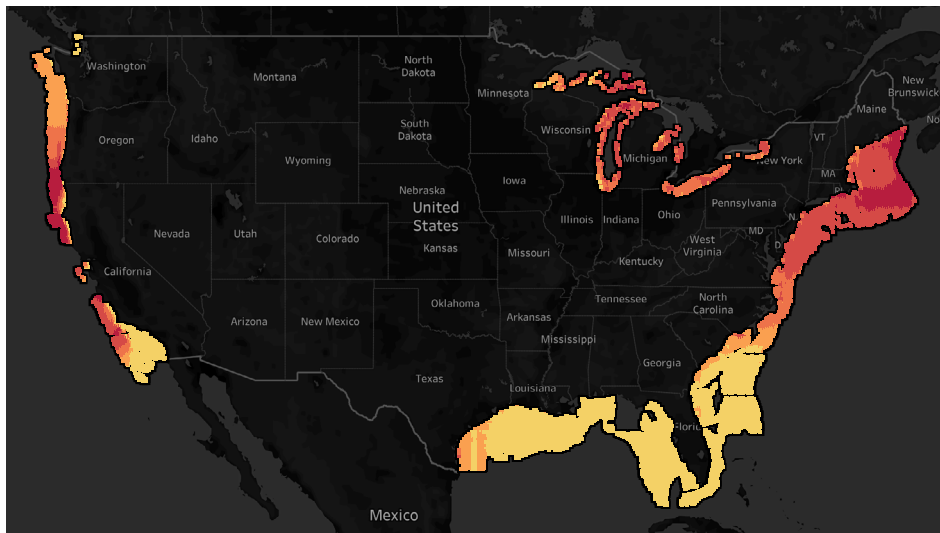 North
Dakota
Washington
Montana
Minnesota
New
Brunswick
Maine
No
South
Dakota
Wisconsin
VT
Oregon
Idaho
Michigan
New York
Wyoming
MA
Iowa
Nebraska
Pennsylvania
United
States
Illinois
Indiana
Ohio
N.
Nevada
Utah
Colorado
Kansas
MD
D
West
Virginia
Missouri
Kentucky
California
Tennessee
North
Carolina
Oklahoma
Arizona
New Mexico
Arkansas
Mississippi
Georgia
Texas
Louisiana
Floric
Mexico